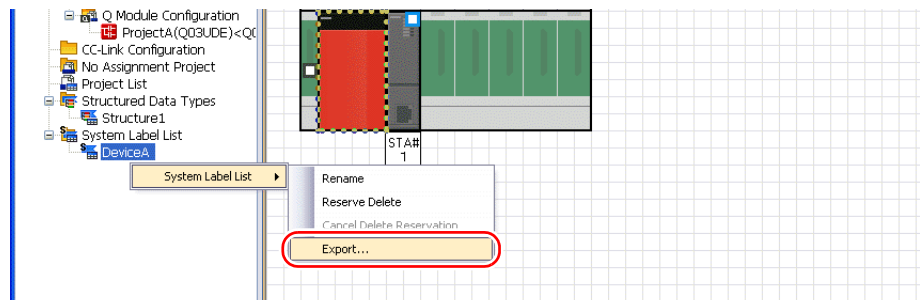 Q Module Configuration
ProjectA(Q03UDE)<Q(
CC-Link Configuration
No Assignment Project
Project List
Structured Data Types
Structure1
System Label List
DeviceA
STA#
1
System Label List
Rename
Reserve Delete
Cancel Delete Reservation
Export...